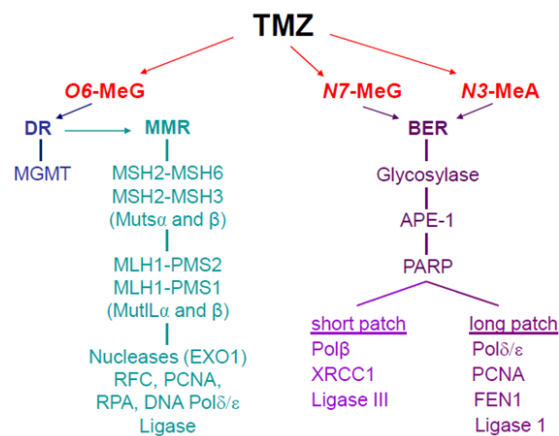 TMZ
O6-MeG
N7-MeG
N3-MeA
DR
MMR
BER
MGMT
MSH2-MSH6
MSH2-MSH3
(Mutsα and β)
MLH1-PMS2
MLH1-PMS1
(MutlLα and β)
Nucleases (EXO1)
RFC, PCNA,
RPA, DNA Polδ/ε
Ligase
Glycosylase
APE-1
PARP
short patch
Polβ
XRCC1
Ligase III
long patch
Polδ/ε
PCNA
FEN1
Ligase 1